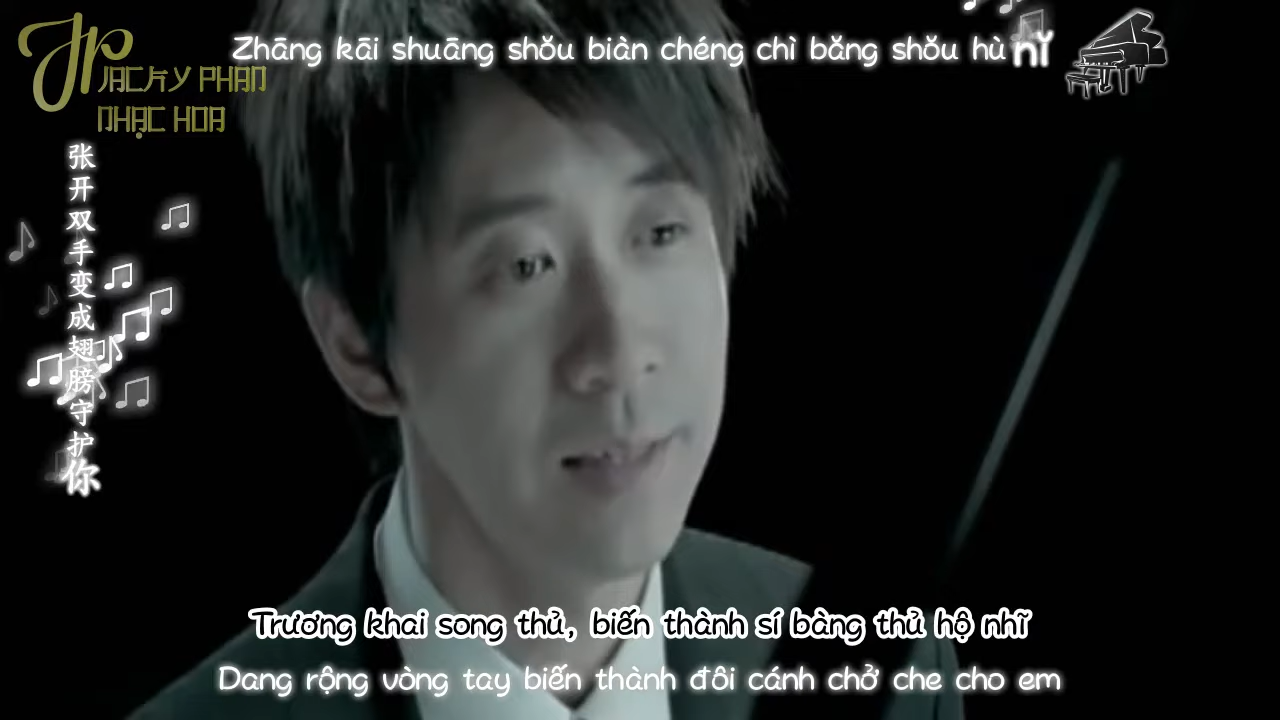 Zhāng kāi shuāng shǒu biàn chéng chì bǎng shǒu hù nǐ
JP
JACKY PHAN
NHẠC HOA
张开双手变成翅膀守护你
Trương khai song thủ, biến thành sí bàng thủ hộ nhĩ
Dang rộng vòng tay biến thành đôi cánh chở che cho em